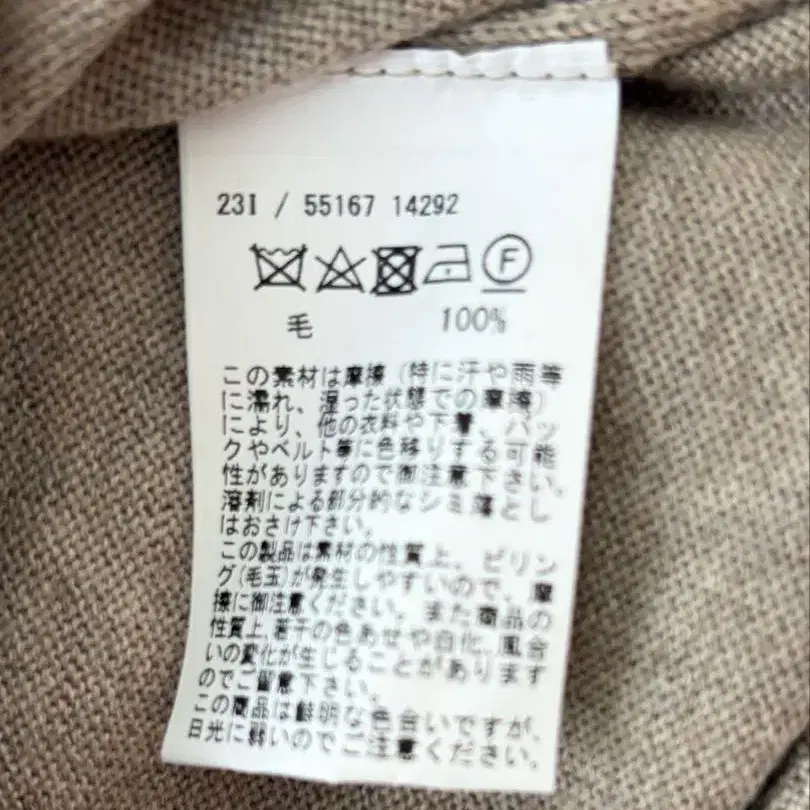 23I / 55167 14292
F
毛 100%
この素材は摩擦(特に汗や雨等
に濡れ、湿った状態での摩擦)
により、他の衣料や下着、バッ
クやベルト等に色移りする可能
性がありますので御注意下さい。
溶剤による部分的なシミ落とし
はおさけ下さい。
この製品は素材の性質上、ピリン
グ(毛玉)が発生しやすいので、摩
擦に御注意ください。また商品の
性質上、若干の色あせや白化、風合
いの変化が生じることがあります
のでご留意下さい。
この商品は鮮明な色合いですが、
日光に弱いのでご注意ください。